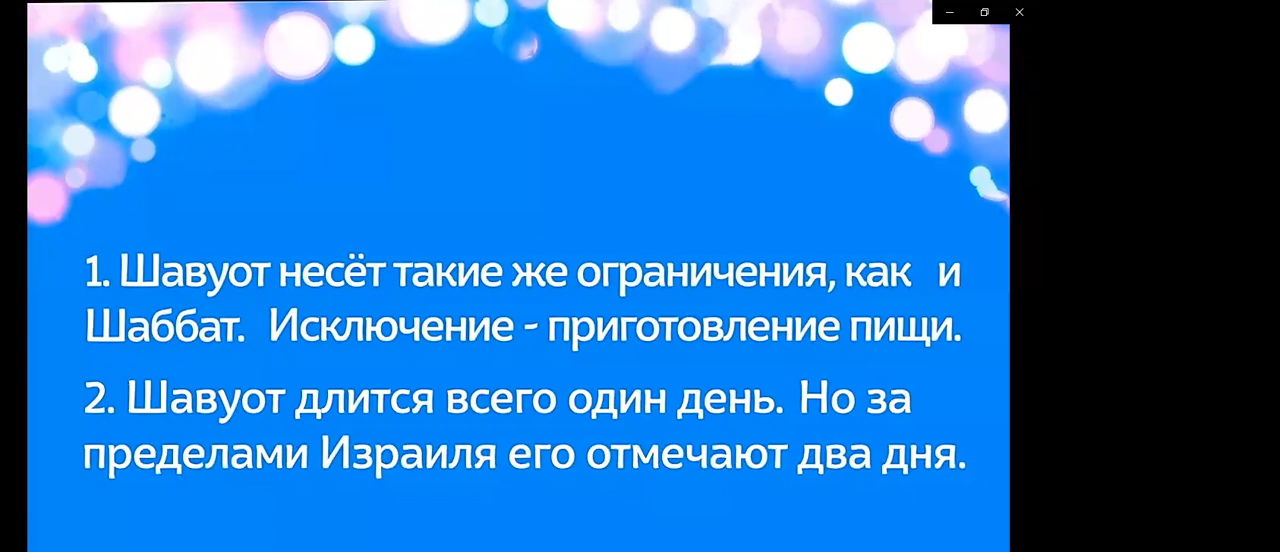 1. Шавуот несёт такие же ограничения, как и
Шаббат. Исключение - приготовление пищи.
2. Шавуот длится всего один день. Но за
пределами Израиля его отмечают два дня.